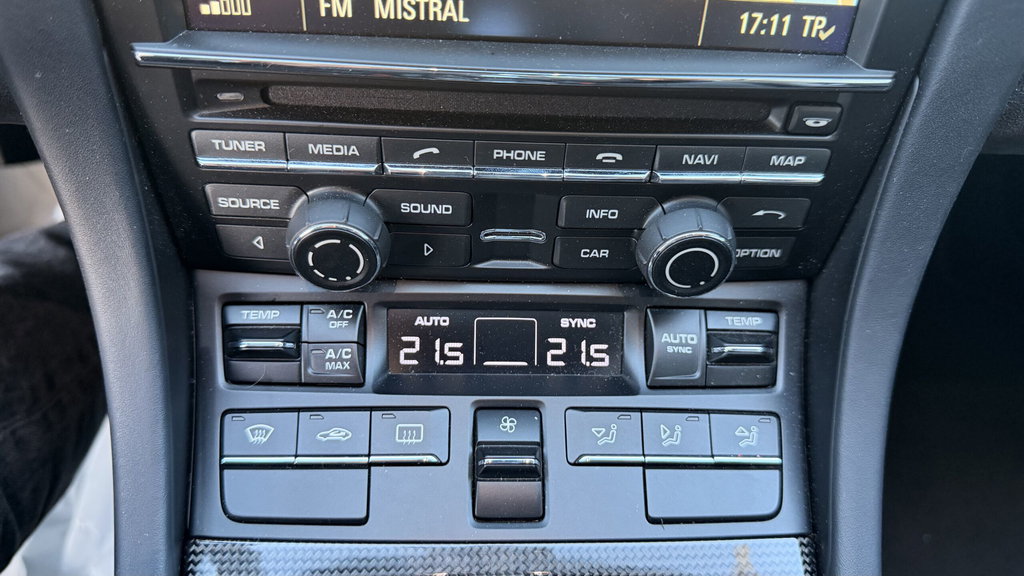 FM MISTRAL
17:11 TP
TUNER MEDIA PHONE NAVI MAP
SOURCE SOUND INFO
CAR OPTION
TEMP A/C OFF AUTO SYNC AUTO SYNC TEMP
A/C MAX 21.5 21.5